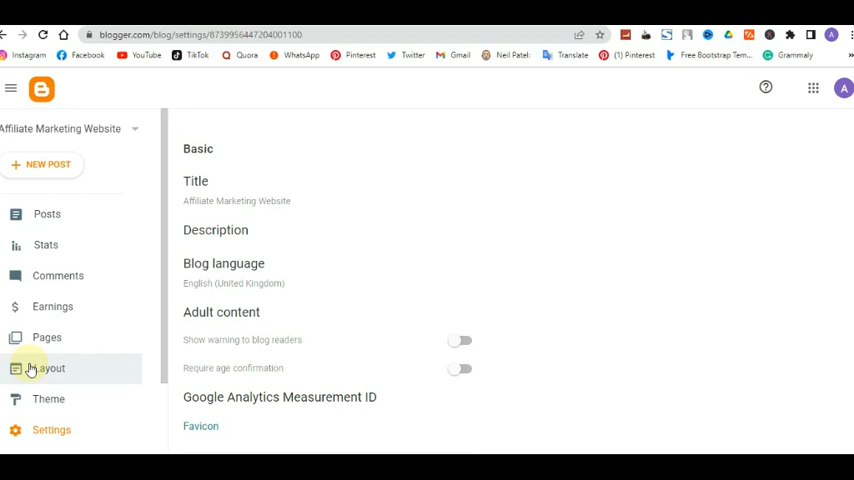 blogger.com/blog/settings/8739956447204001100
A
Instagram Facebook YouTube TikTok Quora WhatsApp Pinterest Twitter Gmail Neil Patel: Translate (1) Pinterest Free Bootstrap Tem... Grammaly »
A
Affiliate Marketing Website
+ NEW POST
Posts
Stats
Comments
Earnings
Pages
Layout
Theme
Settings
Basic
Title
Affiliate Marketing Website
Description
Blog language
English (United Kingdom)
Adult content
Show warning to blog readers
Require age confirmation
Google Analytics Measurement ID
Favicon